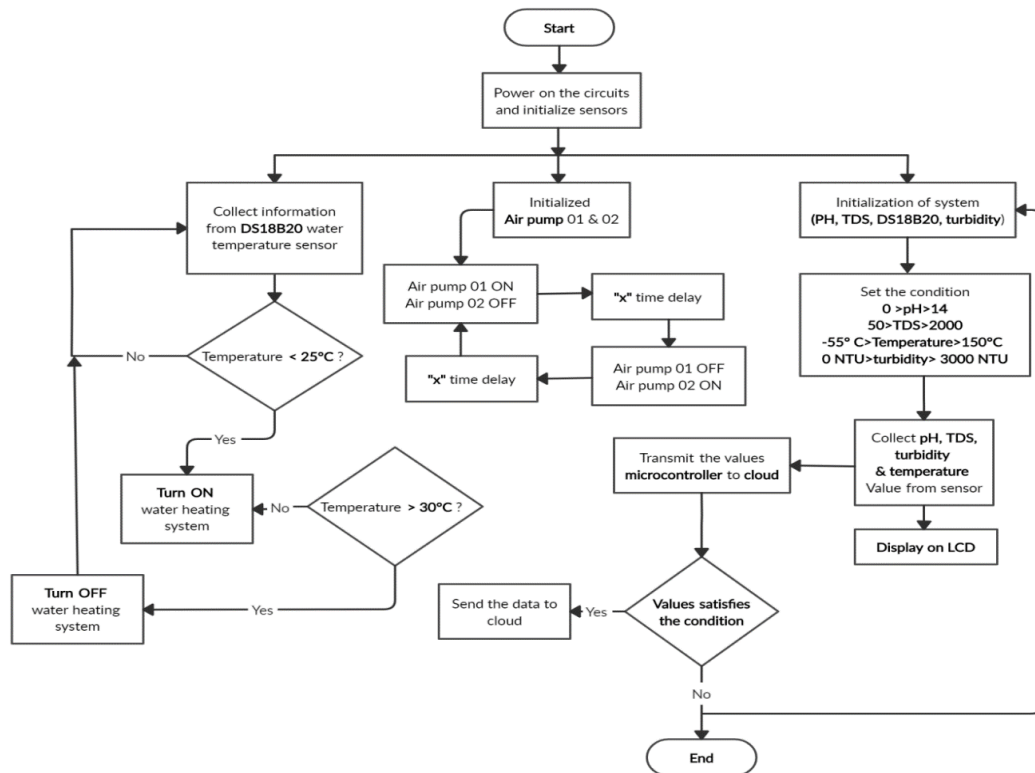 Start
Power on the circuits
and initialize sensors
Collect information
from DS18B20 water
temperature sensor
Initialized
Air pump 01 & 02
Initialization of system
(PH, TDS, DS18B20, turbidity)
Air pump 01 ON
Air pump 02 OFF
"x" time delay
Air pump 01 OFF
Air pump 02 ON
"x" time delay
Set the condition
0 >pH>14
50>TDS>2000
-55° C>Temperature>150°C
0 NTU>turbidity> 3000 NTU
No
Temperature < 25°C ?
Yes
Turn ON
water heating
system
No
Temperature > 30°C ?
Yes
Turn OFF
water heating
system
Collect pH, TDS,
turbidity
& temperature
Value from sensor
Display on LCD
Transmit the values
microcontroller to cloud
Values satisfies
the condition
Yes
Send the data to
cloud
No
End